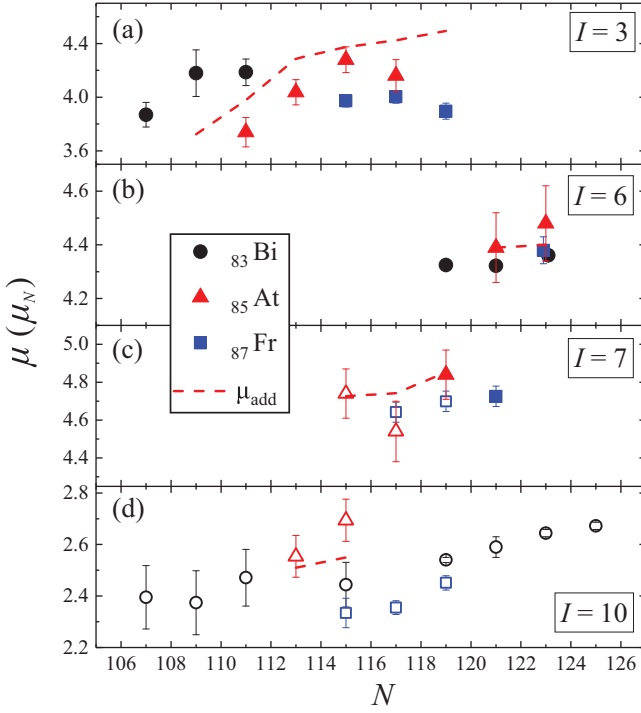 (a)
I = 3
4.4
4.0
3.6
(b)
I = 6
4.6
4.4
4.2
83Bi
85At
87Fr
μadd
μ (μN)
(c)
I = 7
5.0
4.8
4.6
4.4
(d)
2.8
2.6
2.4
2.2
I = 10
106 108 110 112 114 116 118 120 122 124 126
N